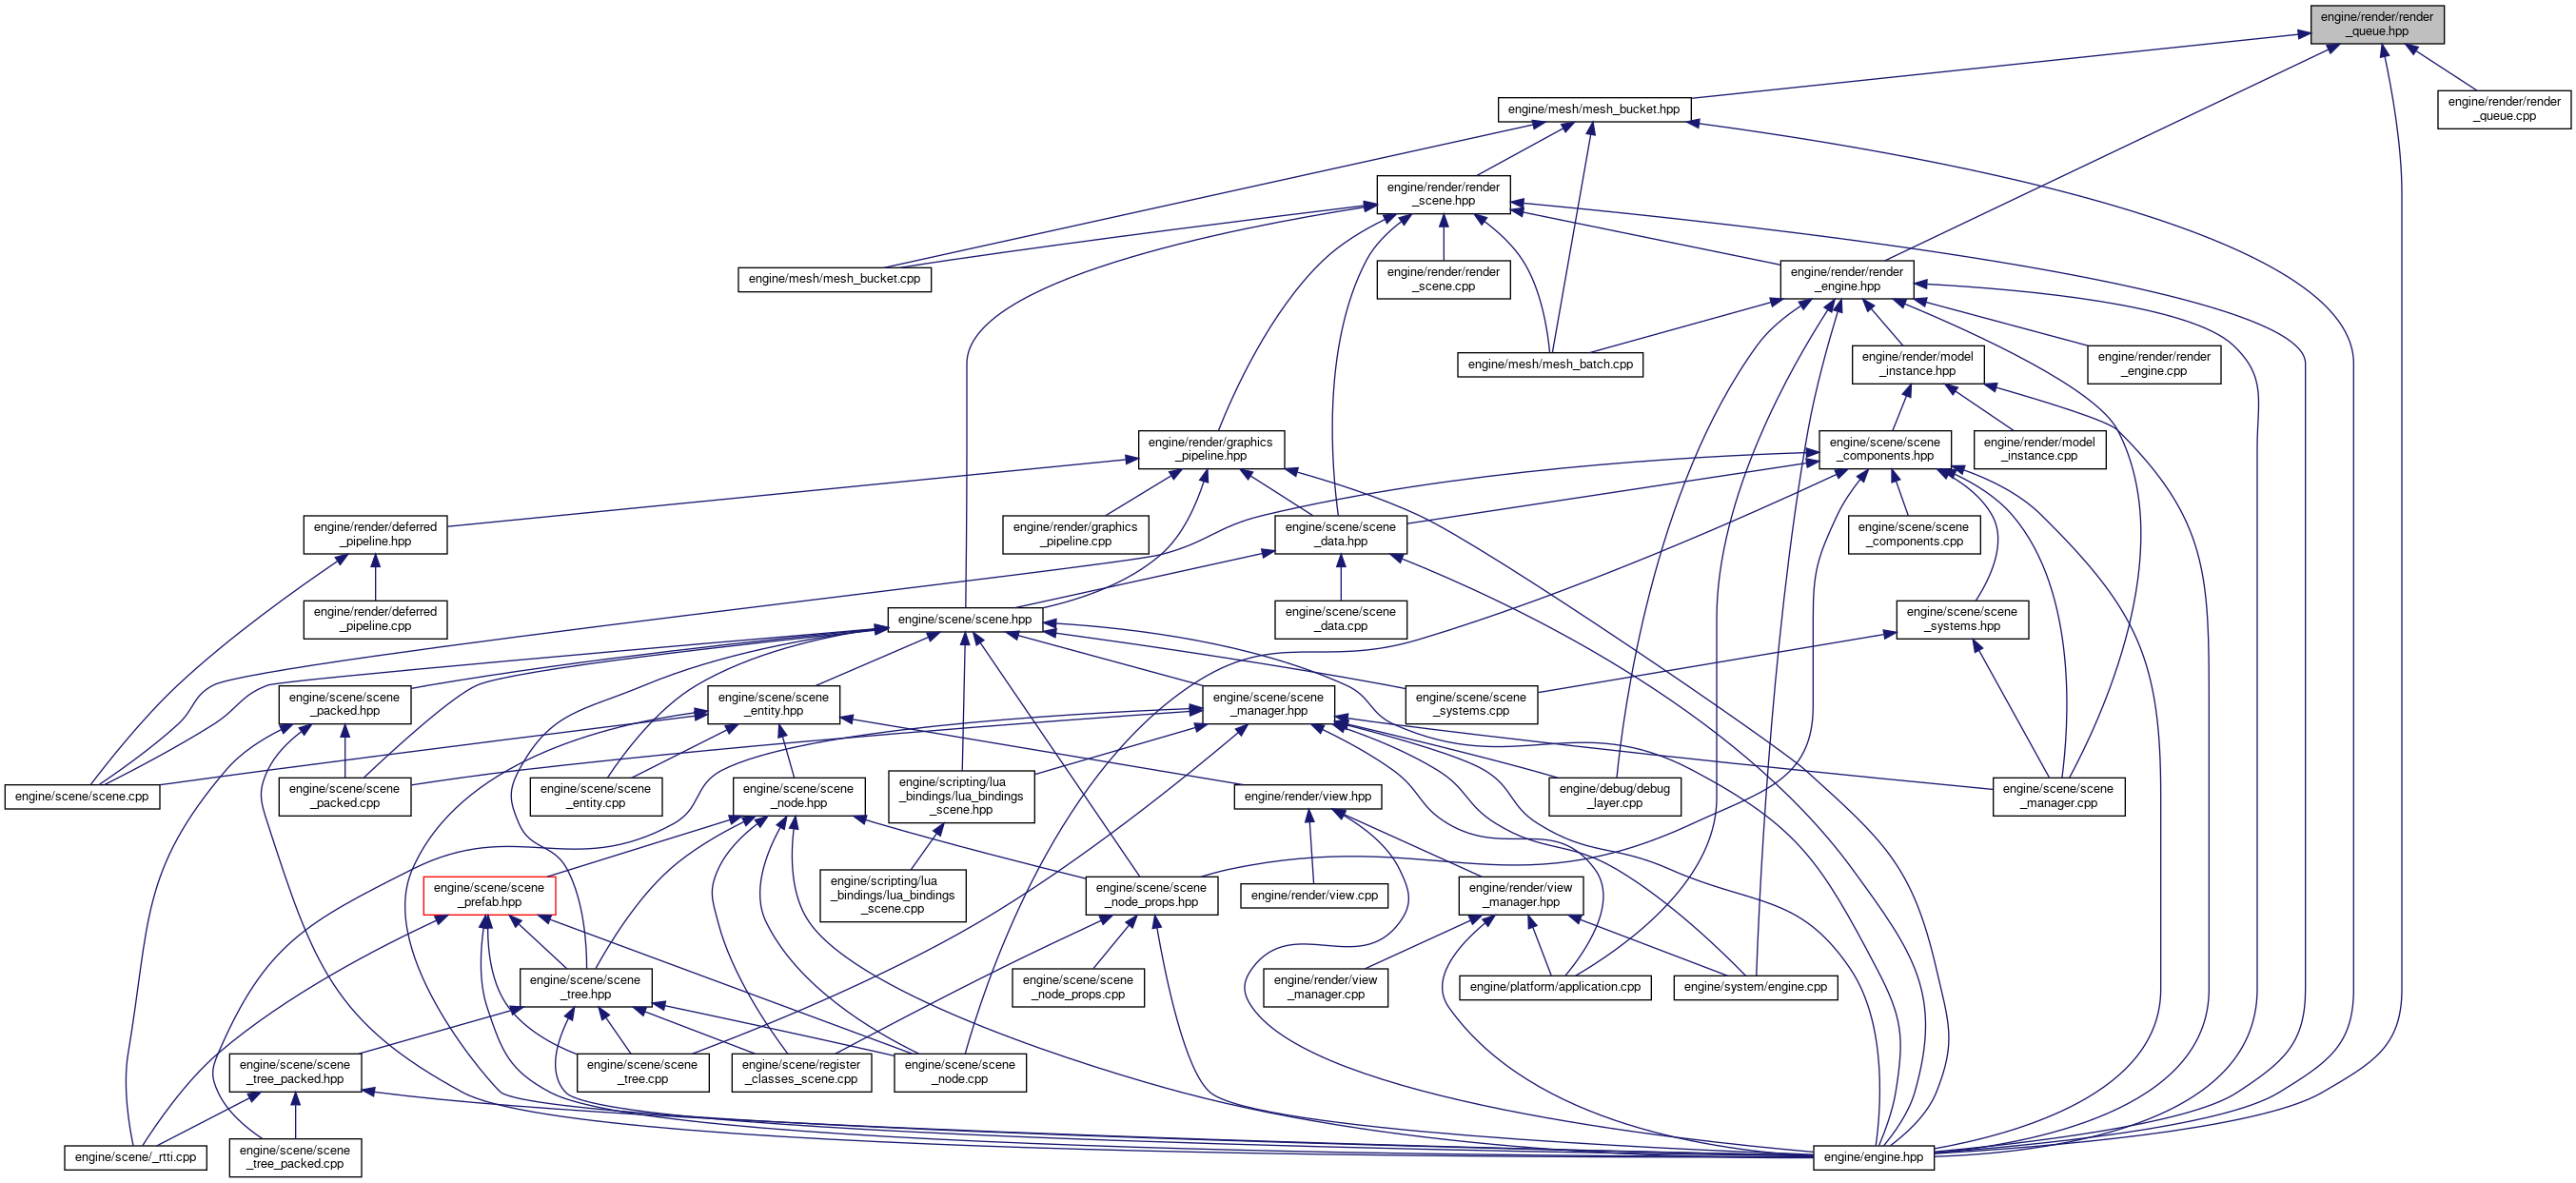 engine/render/render
_queue.hpp
engine/mesh/mesh_bucket.hpp
engine/render/render
_queue.cpp
engine/render/render
_scene.hpp
engine/mesh/mesh_bucket.cpp
engine/render/render
_scene.cpp
engine/render/render
_engine.hpp
engine/mesh/mesh_batch.cpp
engine/render/model
_instance.hpp
engine/render/render
_engine.cpp
engine/render/graphics
_pipeline.hpp
engine/scene/scene
_components.hpp
engine/render/model
_instance.cpp
engine/render/deferred
_pipeline.hpp
engine/render/graphics
_pipeline.cpp
engine/scene/scene
_data.hpp
engine/scene/scene
_components.cpp
engine/render/deferred
_pipeline.cpp
engine/scene/scene.hpp
engine/scene/scene
_data.cpp
engine/scene/scene
_systems.hpp
engine/scene/scene
_packed.hpp
engine/scene/scene
_entity.hpp
engine/scene/scene
_manager.hpp
engine/scene/scene
_systems.cpp
engine/scene/scene.cpp
engine/scene/scene
_packed.cpp
engine/scene/scene
_entity.cpp
engine/scene/scene
_node.hpp
engine/scripting/lua
_bindings/lua_bindings
_scene.hpp
engine/render/view.hpp
engine/debug/debug
_layer.cpp
engine/scene/scene
_manager.cpp
engine/scene/scene
_prefab.hpp
engine/scripting/lua
_bindings/lua_bindings
_scene.cpp
engine/scene/scene
_node_props.hpp
engine/render/view.cpp
engine/render/view
_manager.hpp
engine/scene/scene
_tree.hpp
engine/scene/scene
_node_props.cpp
engine/render/view
_manager.cpp
engine/platform/application.cpp
engine/system/engine.cpp
engine/scene/scene
_tree_packed.hpp
engine/scene/scene
_tree.cpp
engine/scene/register
_classes_scene.cpp
engine/scene/scene
_node.cpp
engine/scene/_rtti.cpp
engine/scene/scene
_tree_packed.cpp
engine/engine.hpp